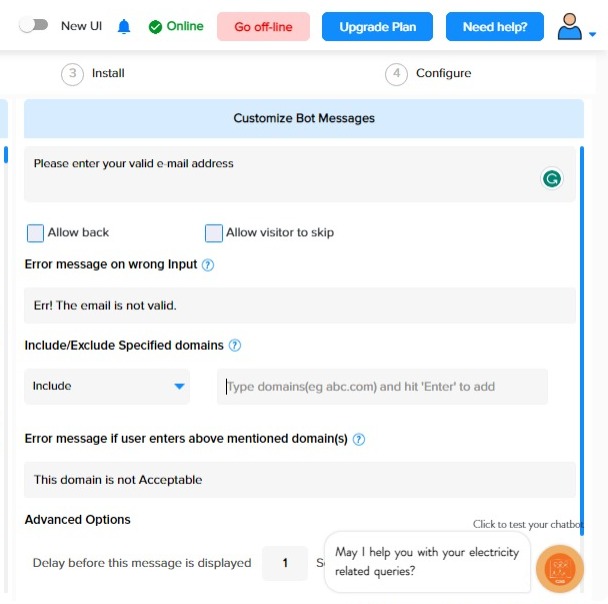 New UI
Online
Go off-line
Upgrade Plan
Need help?
3 Install
4 Configure
Customize Bot Messages
Please enter your valid e-mail address
Allow back
Allow visitor to skip
Error message on wrong Input ?
Err! The email is not valid.
Include/Exclude Specified domains ?
Include
Type domains(eg abc.com) and hit 'Enter' to add
Error message if user enters above mentioned domain(s) ?
This domain is not Acceptable
Advanced Options
Click to test your chatbot
Delay before this message is displayed 1 S
May I help you with your electricity
related queries?